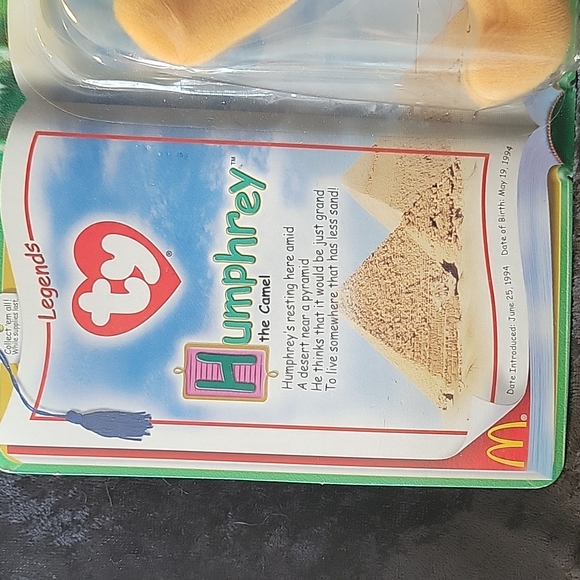 Collect 'em all!
While supplies last.
Legends
ty®
Humphrey™
the Camel
Humphrey's resting here amid
A desert near a pyramid
He thinks that it would be just grand
To live somewhere that has less sand!
Date Introduced: June 25, 1994 Date of Birth: May 19, 1994
M®